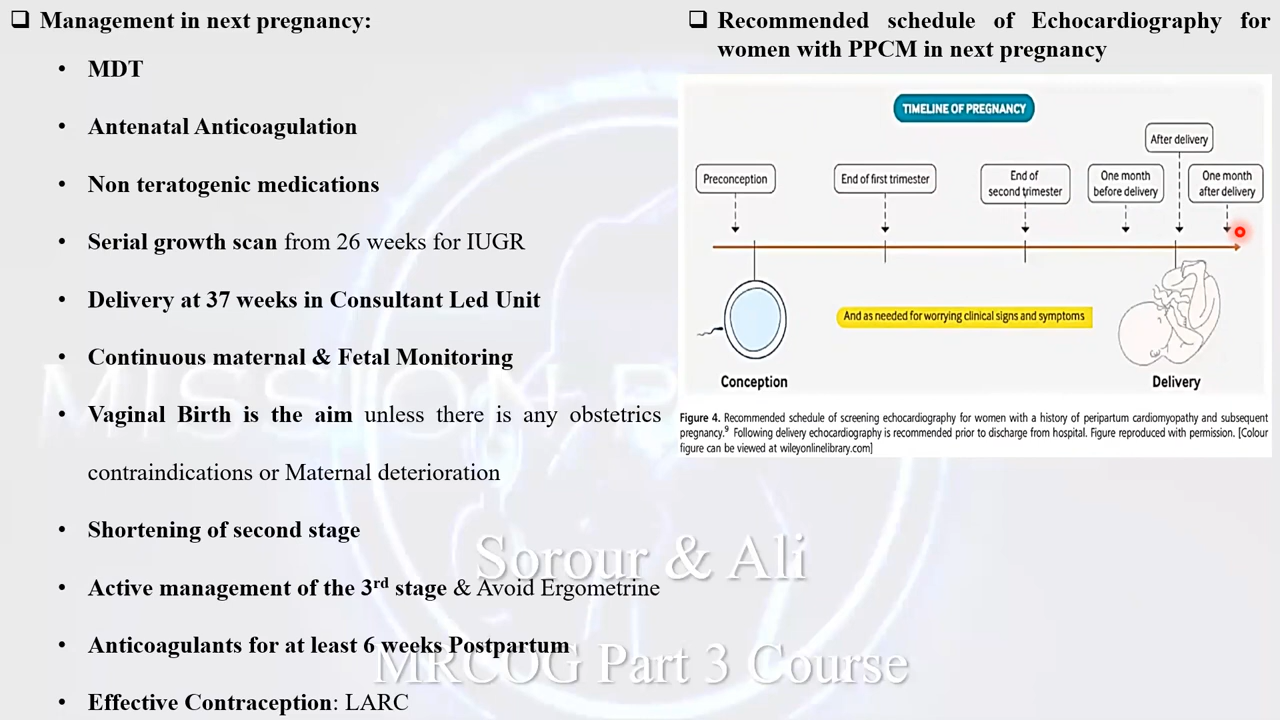 ❑ Management in next pregnancy:
• MDT
• Antenatal Anticoagulation
• Non teratogenic medications
• Serial growth scan from 26 weeks for IUGR
• Delivery at 37 weeks in Consultant Led Unit
• Continuous maternal & Fetal Monitoring
• Vaginal Birth is the aim unless there is any obstetrics
contraindications or Maternal deterioration
• Shortening of second stage
• Active management of the 3rd stage & Avoid Ergometrine
• Anticoagulants for at least 6 weeks Postpartum
• Effective Contraception: LARC
❑ Recommended schedule of Echocardiography for
women with PPCM in next pregnancy
TIMELINE OF PREGNANCY
After delivery
Preconception
End of first trimester
End of
second trimester
One month
before delivery
One month
after delivery
And as needed for worrying clinical signs and symptoms
Conception
Delivery
Figure 4. Recommended schedule of screening echocardiography for women with a history of peripartum cardiomyopathy and subsequent
pregnancy.9 Following delivery echocardiography is recommended prior to discharge from hospital. Figure reproduced with permission. [Colour
figure can be viewed at wileyonlinelibrary.com]
MISSION P
Sorour & Ali
MRCOG Part 3 Course